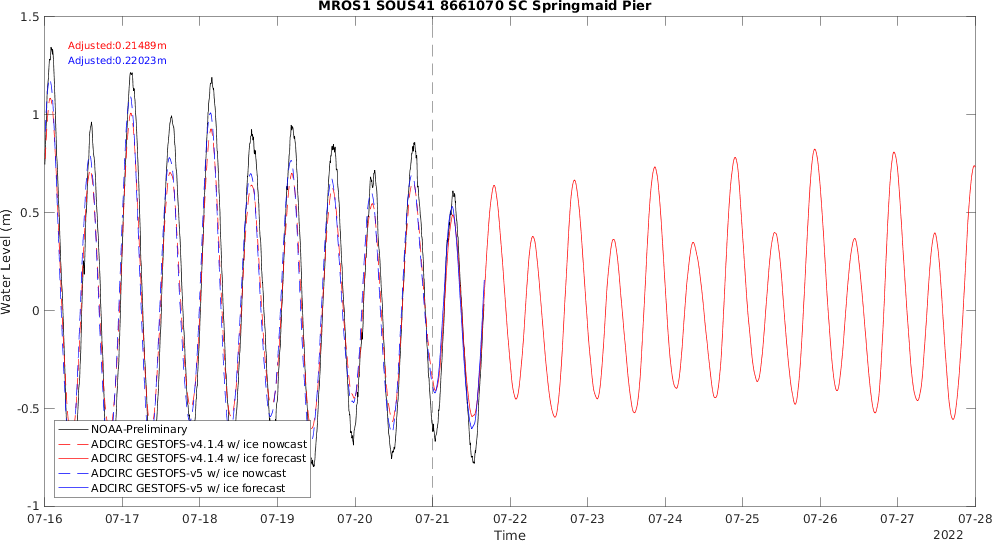 MROS1 SOUS41 8661070 SC Springmaid Pier
Adjusted:0.21489m
Adjusted:0.22023m
1.5
1
0.5
0
-0.5
-1
Water Level (m)
NOAA-Preliminary
ADCIRC GESTOFS-v4.1.4 w/ ice nowcast
ADCIRC GESTOFS-v4.1.4 w/ ice forecast
ADCIRC GESTOFS-v5 w/ ice nowcast
ADCIRC GESTOFS-v5 w/ ice forecast
07-16 07-17 07-18 07-19 07-20 07-21 07-22 07-23 07-24 07-25 07-26 07-27 07-28
Time
2022